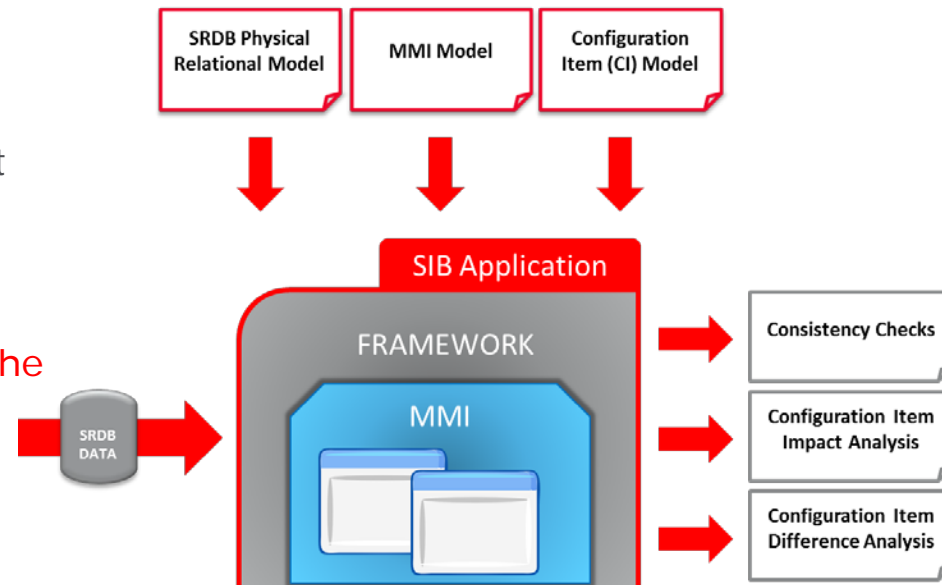 SRDB Physical
Relational Model
MMI Model
Configuration
Item (CI) Model
t
SIB Application
FRAMEWORK
he
MMI
SRDB
DATA
Consistency Checks
Configuration Item
Impact Analysis
Configuration Item
Difference Analysis